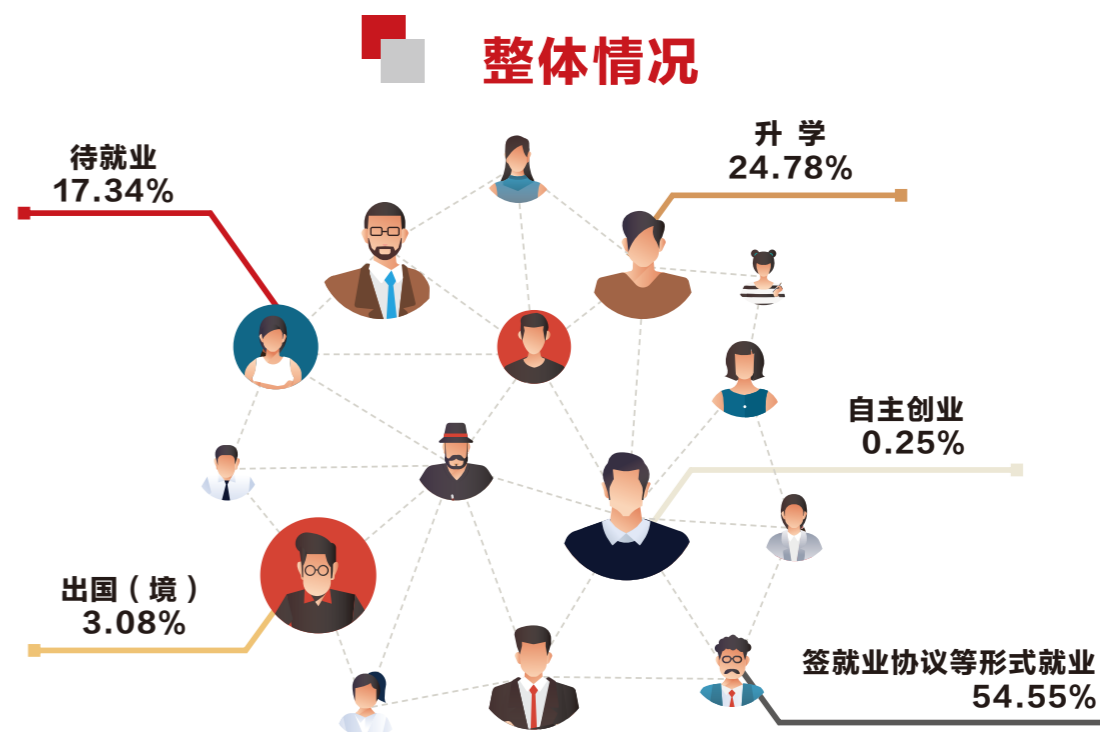 整体情况
待就业
17.34%
升 学
24.78%
自主创业
0.25%
出国（境）
3.08%
签就业协议等形式就业
54.55%